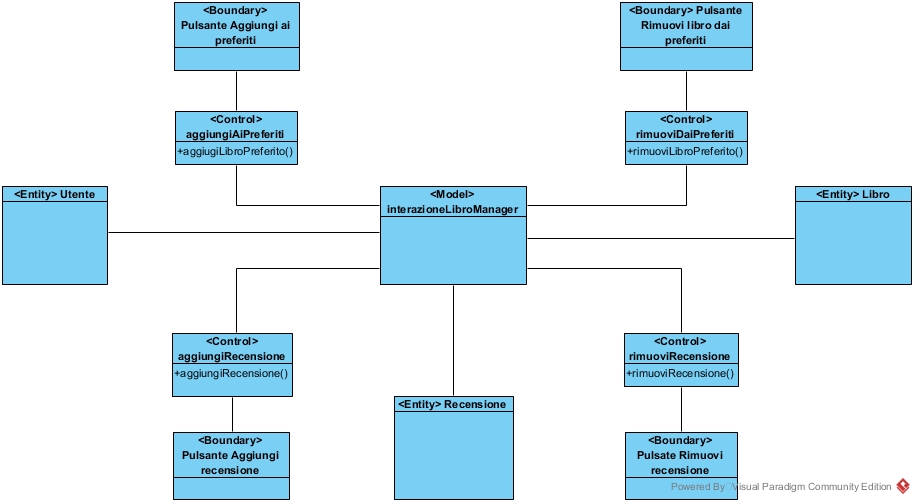 <Boundary>
Pulsante Aggiungi ai
preferiti
<Boundary> Pulsante
Rimuovi libro dai
preferiti
<Control>
aggiungiAiPreferiti
+aggiugiLibroPreferito()
<Control>
rimuoviDaiPreferiti
+rimuoviLibroPreferito()
<Entity> Utente
<Model>
interazioneLibroManager
<Entity> Libro
<Control>
aggiungiRecensione
+aggiungiRecensione()
<Control>
rimuoviRecensione
+rimuoviRecensione()
<Entity> Recensione
<Boundary>
Pulsante Aggiungi
recensione
<Boundary>
Pulsate Rimuovi
recensione
Powered By Visual Paradigm Community Edition